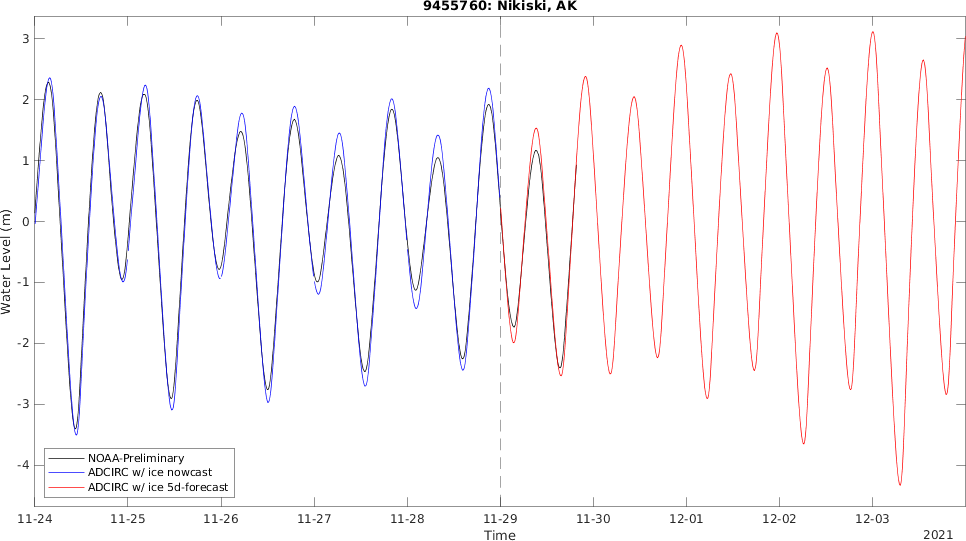 9455760: Nikiski, AK
Water Level (m)
3
2
1
0
-1
-2
-3
-4
NOAA-Preliminary
ADCIRC w/ ice nowcast
ADCIRC w/ ice 5d-forecast
11-24 11-25 11-26 11-27 11-28 11-29 11-30 12-01 12-02 12-03
Time
2021